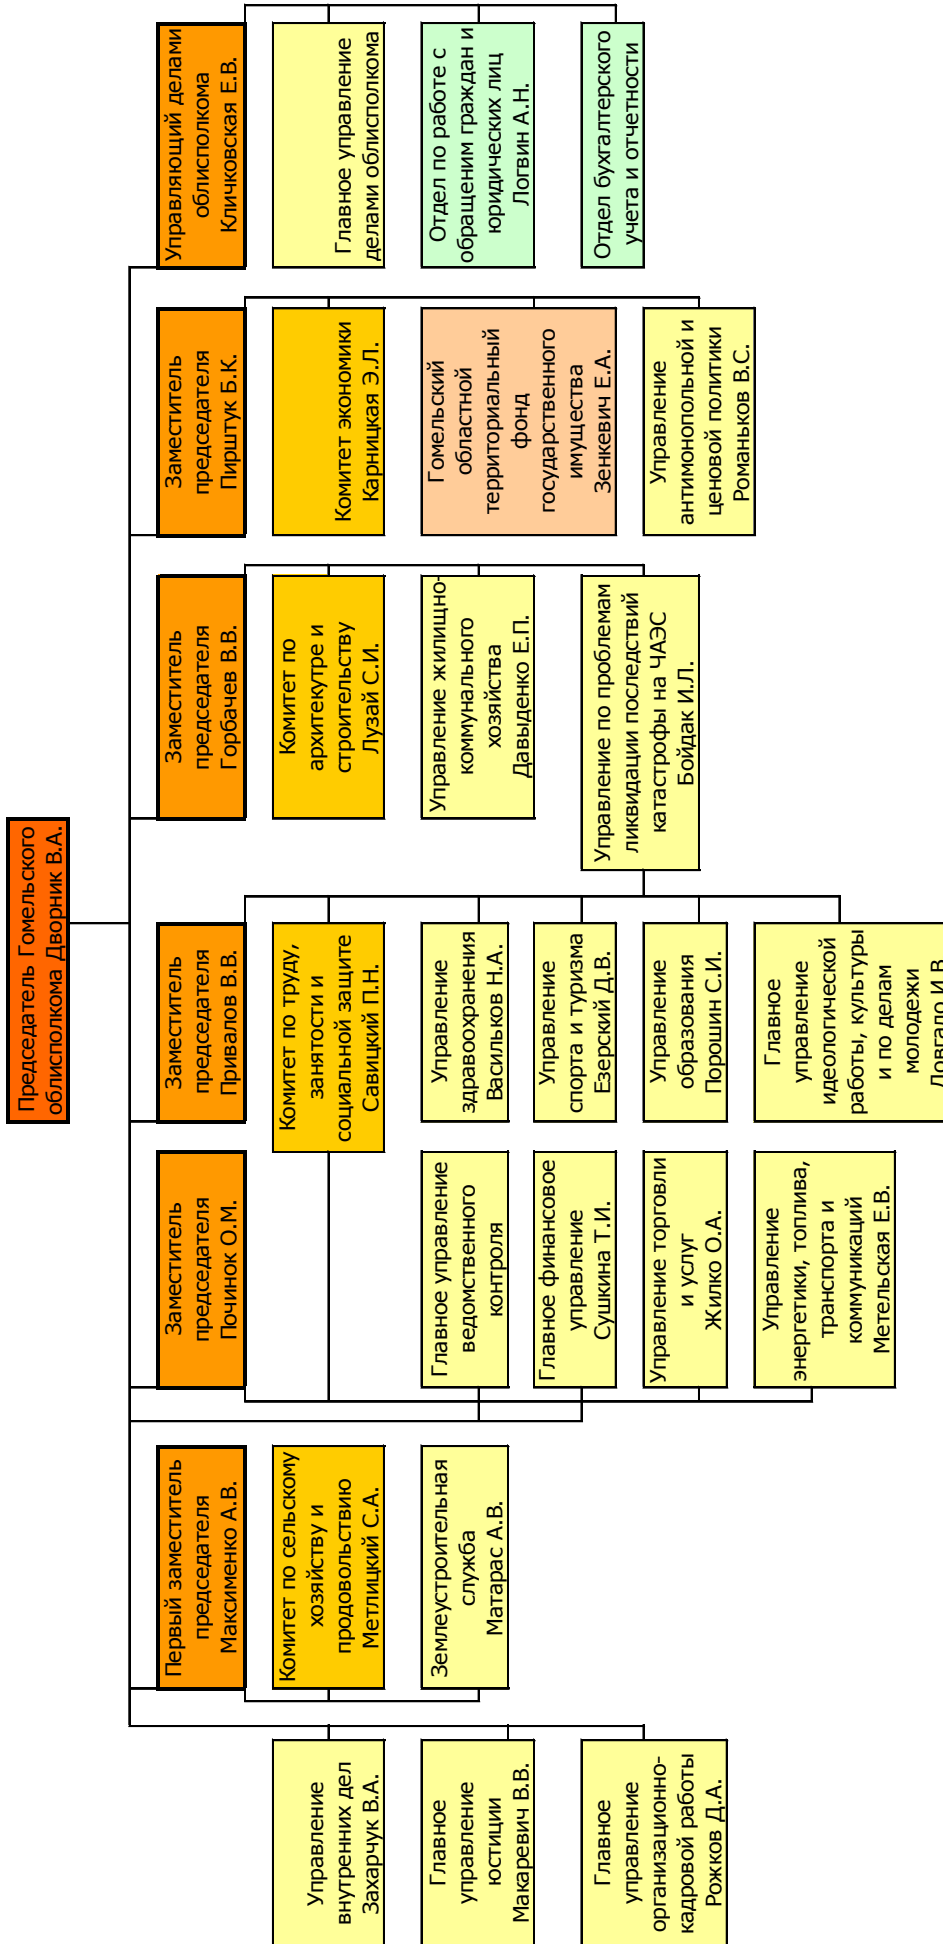 Председатель Гомельского
облисполкома Дворник В.А.
Первый заместитель
председателя
Максименко А.В.
Заместитель
председателя
Починок О.М.
Заместитель
председателя
Привалов В.В.
Заместитель
председателя
Горбачев В.В.
Заместитель
председателя
Пирштук Б.К.
Управляющий делами
облисполкома
Кличковская Е.В.
Управление
внутренних дел
Захарчук В.А.
Главное
управление
юстиции
Макаревич В.В.
Главное
управление
организационно-
кадровой работы
Рожков Д.А.
Комитет по сельскому
хозяйству и
продовольствию
Метлицкий С.А.
Землеустроительная
служба
Матарас А.В.
Главное управление
ведомственного
контроля
Главное финансовое
управление
Сушкина Т.И.
Управление торговли
и услуг
Жилко О.А.
Управление
энергетики, топлива,
транспорта и
коммуникаций
Метельская Е.В.
Комитет по труду,
занятости и
социальной защите
Савицкий П.Н.
Управление
здравоохранения
Васильков Н.А.
Управление
спорта и туризма
Езерский Д.В.
Управление
образования
Порошин С.И.
Главное
управление
идеологической
работы, культуры
и по делам
молодежи
Довгало И.В.
Комитет по
архитекутре и
строительству
Лузай С.И.
Управление жилищно-
коммунального
хозяйства
Давыденко Е.П.
Управление по проблемам
ликвидации последствий
катастрофы на ЧАЭС
Бойдак И.Л.
Комитет экономики
Карницкая Э.Л.
Гомельский
областной
территориальный
фонд
государственного
имущества
Зенкевич Е.А.
Управление
антимонопольной и
ценовой политики
Романьков В.С.
Главное управление
делами облисполкома
Отдел по работе с
обращеним граждан и
юридических лиц
Логвин А.Н.
Отдел бухгалтерского
учета и отчетности